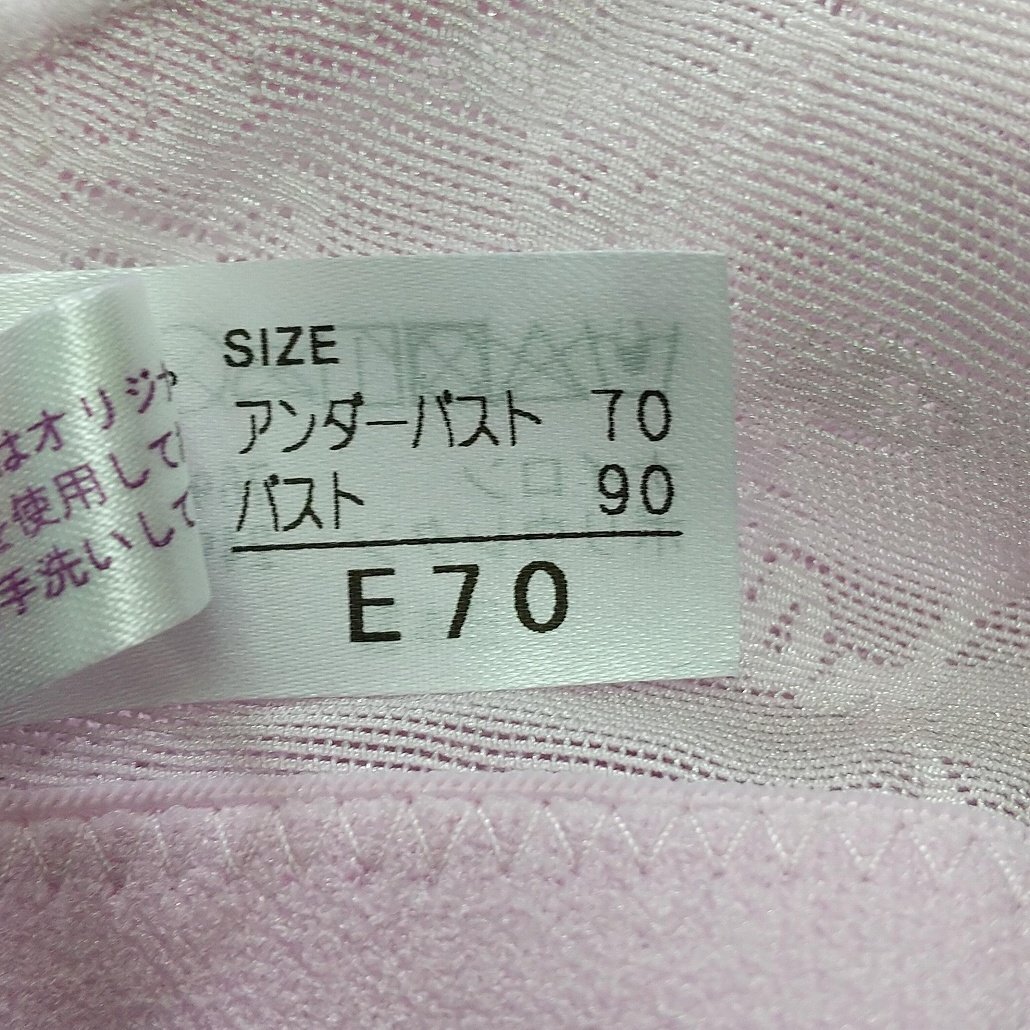 はオリジ
使用して
手洗いして
SIZE
アンダーバスト 70
バスト 90
E70